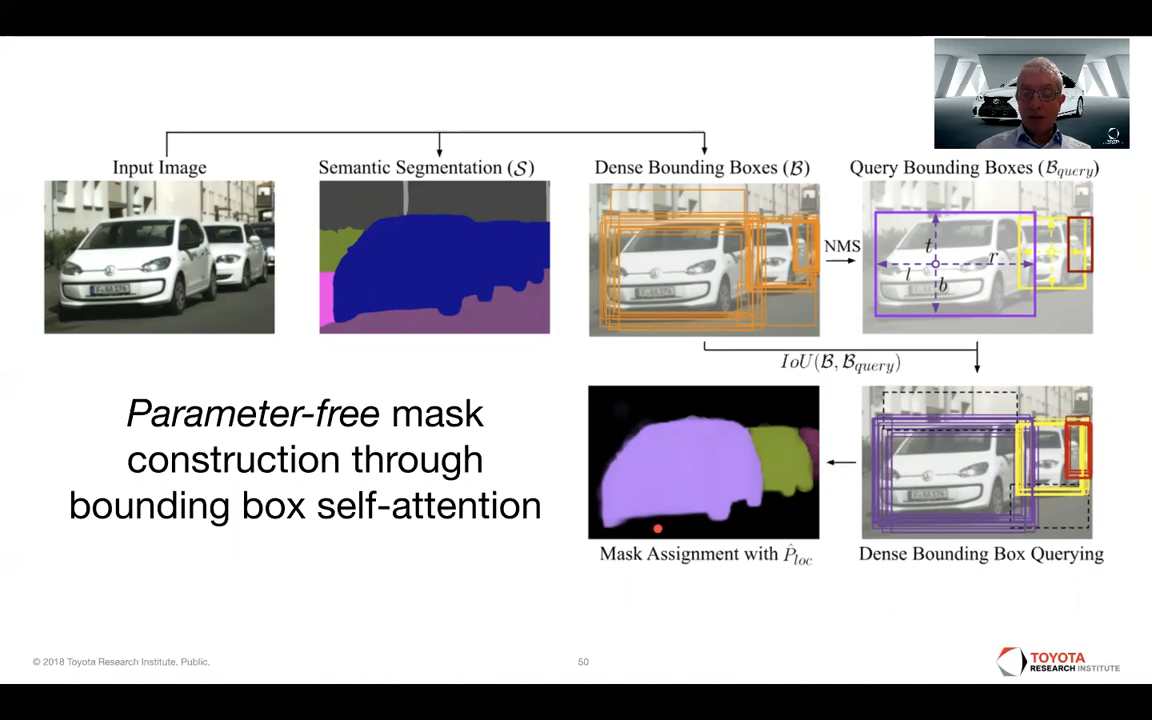 Input Image
Semantic Segmentation (𝒮)
Dense Bounding Boxes (ℬ)
Query Bounding Boxes (ℬ_query)
NMS
t
r
l
b
IoU(ℬ, ℬ_query)
Parameter-free mask
construction through
bounding box self-attention
Mask Assignment with P̂_loc
Dense Bounding Box Querying
© 2018 Toyota Research Institute. Public.
50
TOYOTA
RESEARCH INSTITUTE